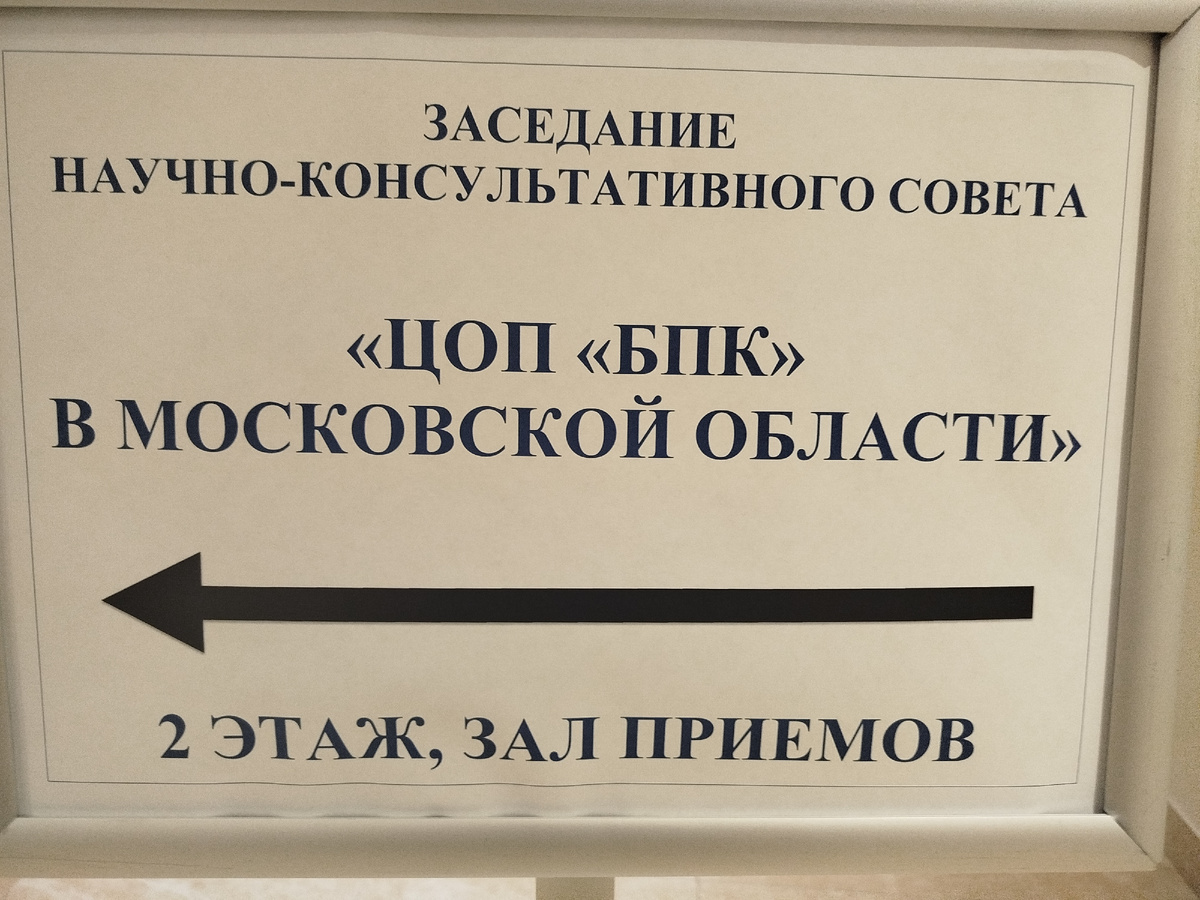 ЗАСЕДАНИЕ
НАУЧНО-КОНСУЛЬТАТИВНОГО СОВЕТА
«ЦОП «БПК»
В МОСКОВСКОЙ ОБЛАСТИ»
2 ЭТАЖ, ЗАЛ ПРИЕМОВ